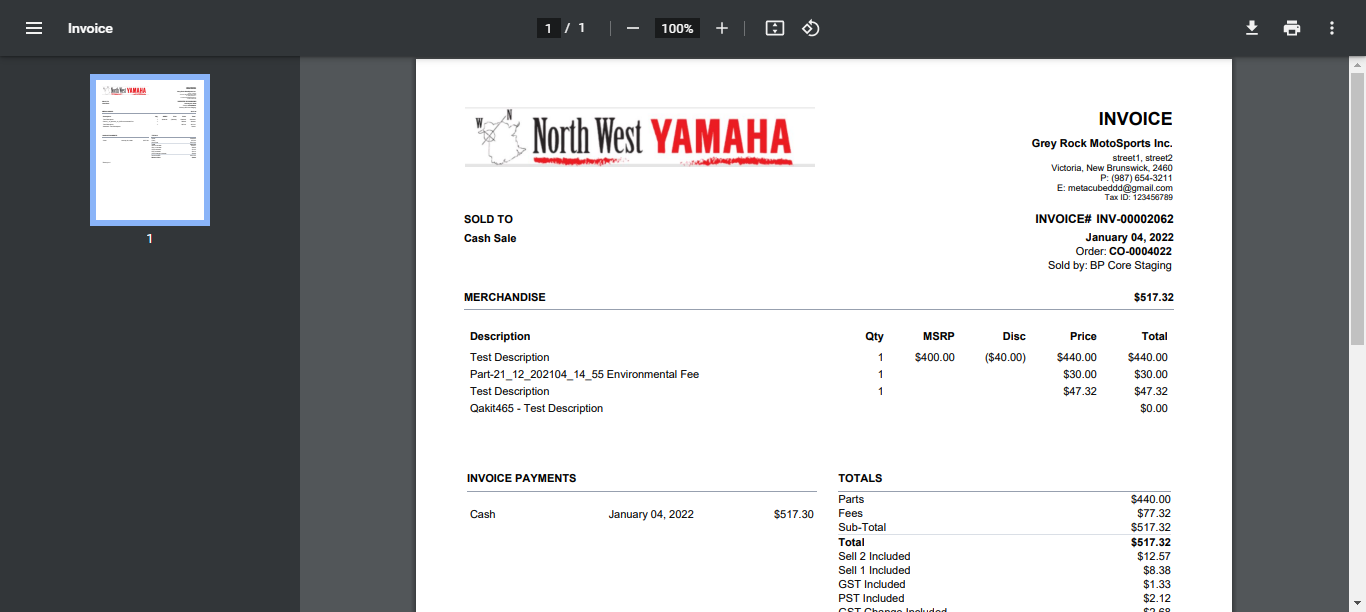 Invoice
1 / 1
100%
1
W N
North West YAMAHA
INVOICE
Grey Rock MotoSports Inc.
street1, street2
Victoria, New Brunswick, 2460
P: (987) 654-3211
E: metacubeddd@gmail.com
Tax ID: 123456789
SOLD TO
Cash Sale
INVOICE# INV-00002062
January 04, 2022
Order: CO-0004022
Sold by: BP Core Staging
MERCHANDISE $517.32
Description Qty MSRP Disc Price Total
Test Description 1 $400.00 ($40.00) $440.00 $440.00
Part-21_12_202104_14_55 Environmental Fee 1 $30.00 $30.00
Test Description 1 $47.32 $47.32
Qakit465 - Test Description $0.00
INVOICE PAYMENTS
Cash January 04, 2022 $517.30
TOTALS
Parts $440.00
Fees $77.32
Sub-Total $517.32
Total $517.32
Sell 2 Included $12.57
Sell 1 Included $8.38
GST Included $1.33
PST Included $2.12
GST Change Included $2.68